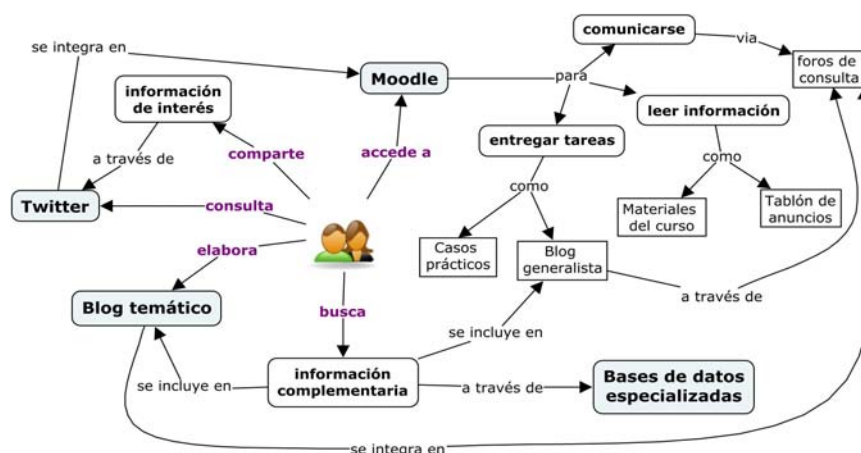 comunicarse
vía
foros de
consulta
se integra en
Moodle
para
información
de interés
leer información
entregar tareas
a través de
comparte
accede a
como
como
Twitter
consulta
Materiales
del curso
Tablón de
anuncios
elabora
Casos
prácticos
Blog
generalista
Blog temático
busca
a través de
se incluye en
información
complementaria
se incluye en
a través de
Bases de datos
especializadas
se integra en